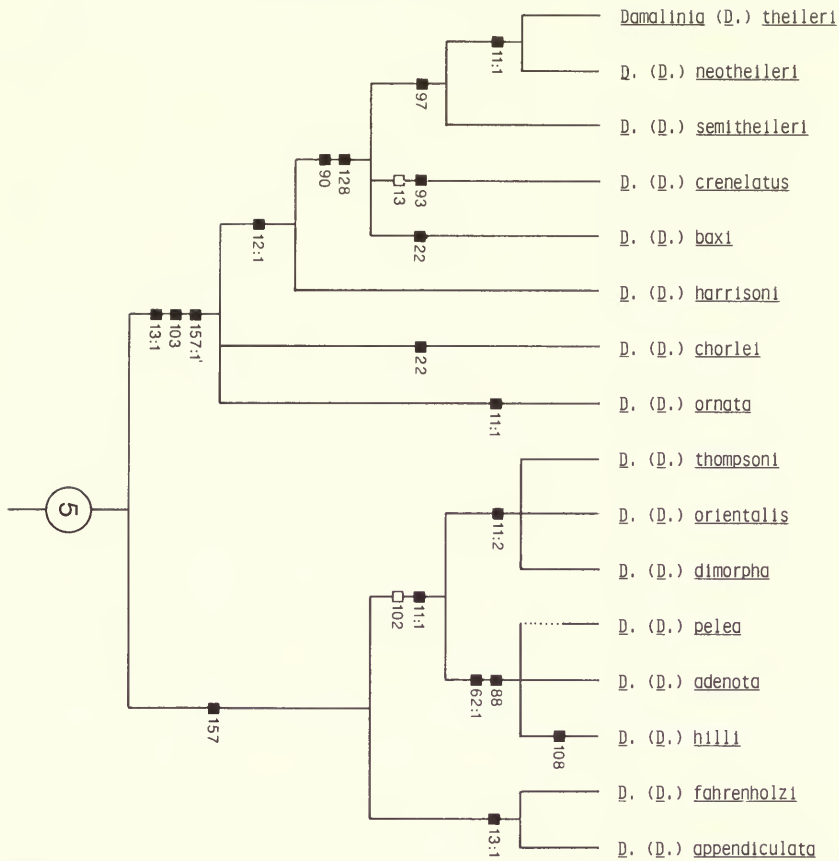 Damalinia (D.) theileri
11:1
D. (D.) neotheileri
97
D. (D.) semitheileri
90
128
13
93
D. (D.) crenelatus
22
D. (D.) baxi
12:1
D. (D.) harrisoni
13:1
103
157:1'
22
D. (D.) chorlei
11:1
D. (D.) ornata
D. (D.) thompsoni
5
11:2
D. (D.) orientalis
D. (D.) dimorpha
102
11:1
D. (D.) pelea
62:1
88
D. (D.) adenota
157
108
D. (D.) hilli
D. (D.) fahrenholzi
13:1
D. (D.) appendiculata